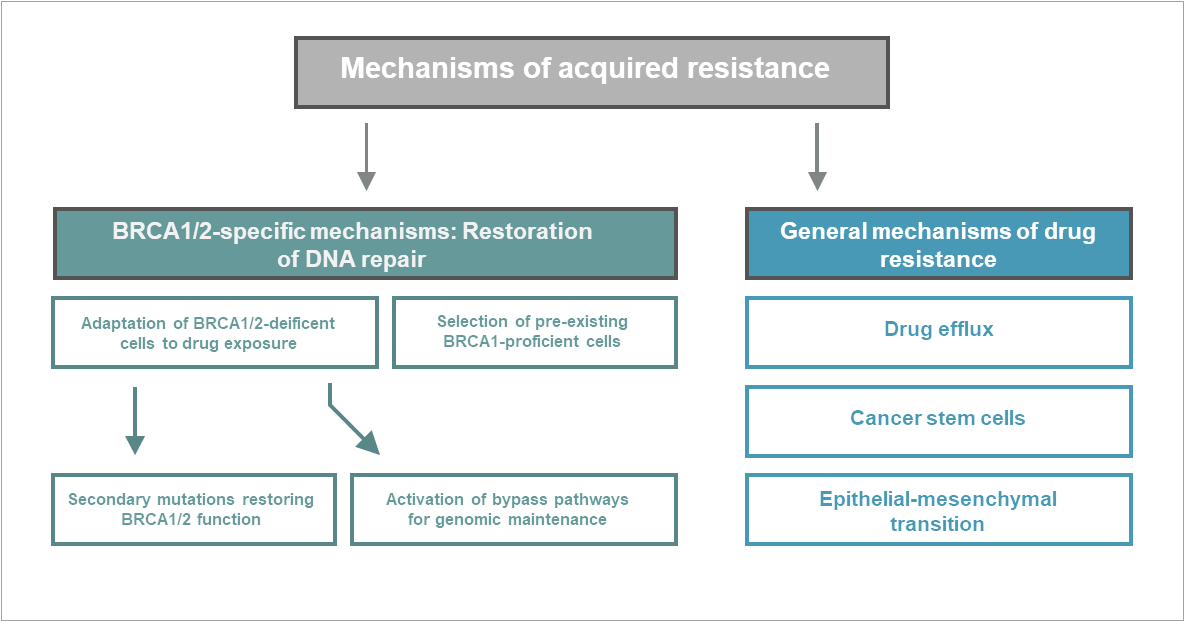 Mechanisms of acquired resistance
BRCA1/2-specific mechanisms: Restoration
of DNA repair
General mechanisms of drug
resistance
Adaptation of BRCA1/2-deificent
cells to drug exposure
Selection of pre-existing
BRCA1-proficient cells
Drug efflux
Cancer stem cells
Secondary mutations restoring
BRCA1/2 function
Activation of bypass pathways
for genomic maintenance
Epithelial-mesenchymal
transition